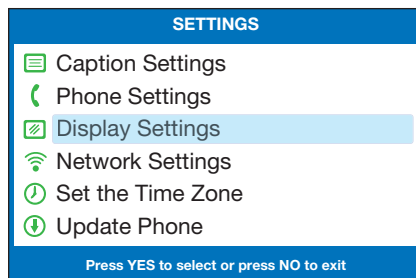 SETTINGS
Caption Settings
Phone Settings
Display Settings
Network Settings
Set the Time Zone
Update Phone
Press YES to select or press NO to exit